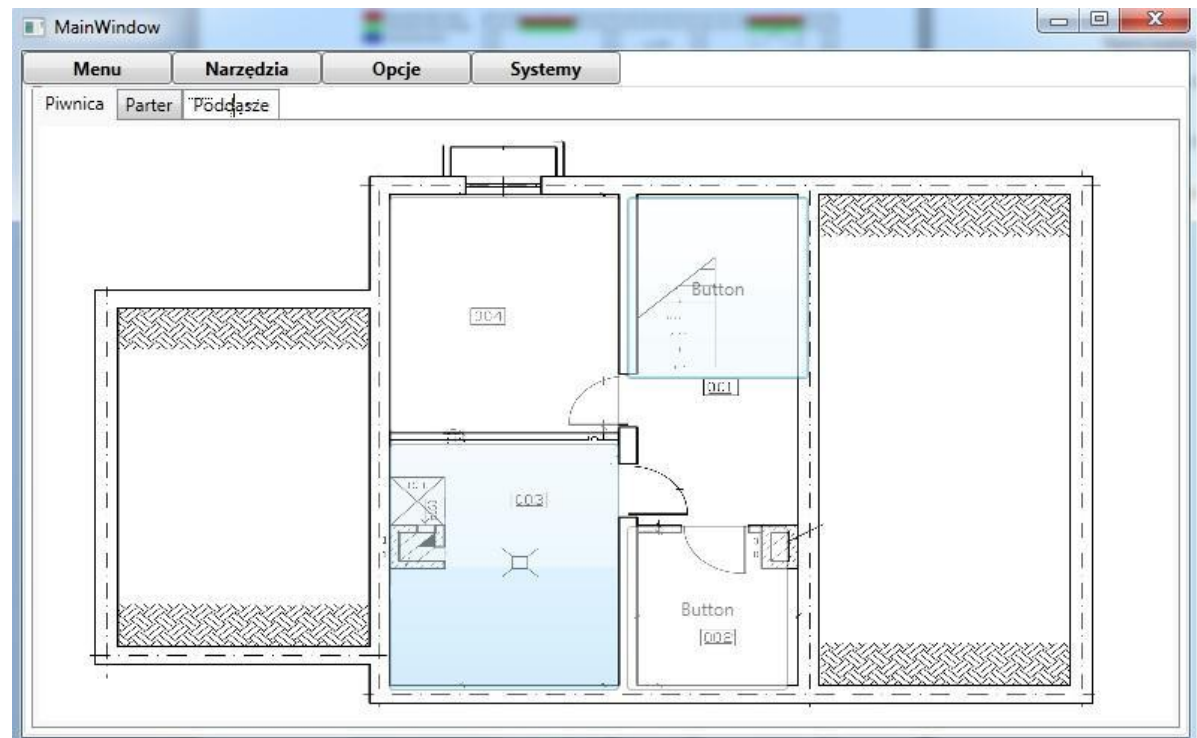 MainWindow
Menu Narzędzia Opcje Systemy
Piwnica Parter Poddasze
Button
004
001
003
Button
002